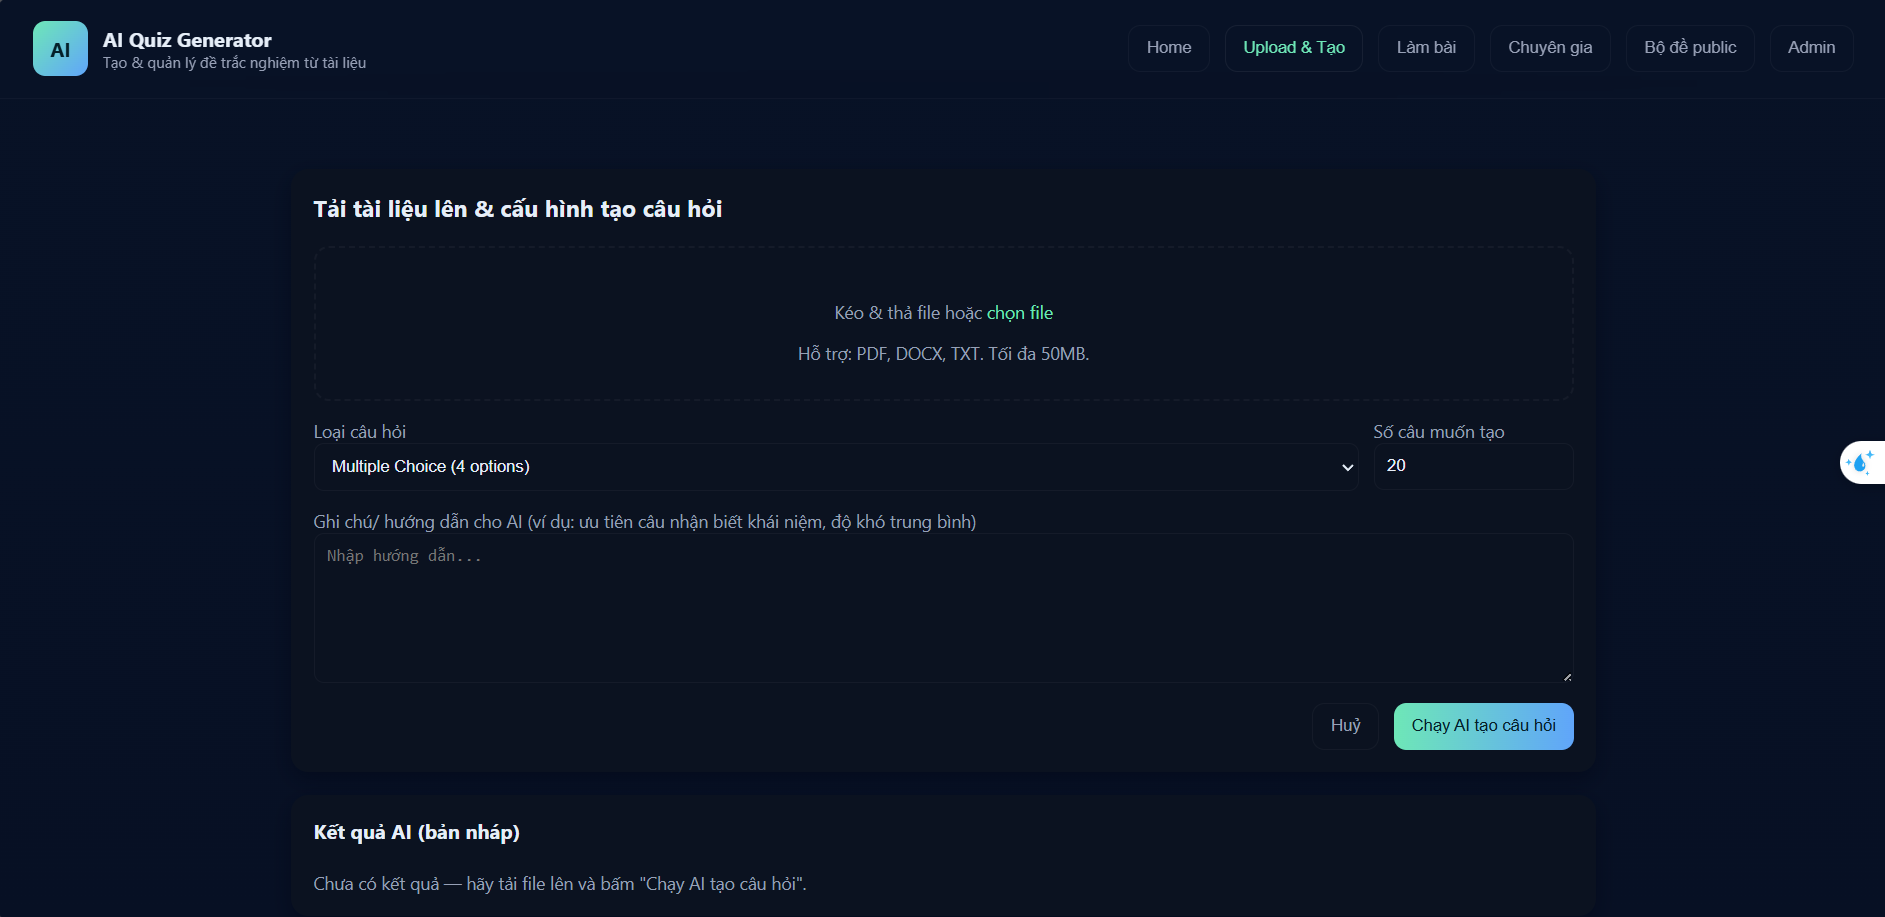 AI
AI Quiz Generator
Tạo & quản lý đề trắc nghiệm từ tài liệu
Home
Upload & Tạo
Làm bài
Chuyên gia
Bộ đề public
Admin
Tải tài liệu lên & cấu hình tạo câu hỏi
Kéo & thả file hoặc chọn file
Hỗ trợ: PDF, DOCX, TXT. Tối đa 50MB.
Loại câu hỏi
Số câu muốn tạo
Multiple Choice (4 options)
20
Ghi chú/ hướng dẫn cho AI (ví dụ: ưu tiên câu nhận biết khái niệm, độ khó trung bình)
Nhập hướng dẫn...
Huỷ
Chạy AI tạo câu hỏi
Kết quả AI (bản nháp)
Chưa có kết quả — hãy tải file lên và bấm "Chạy AI tạo câu hỏi".